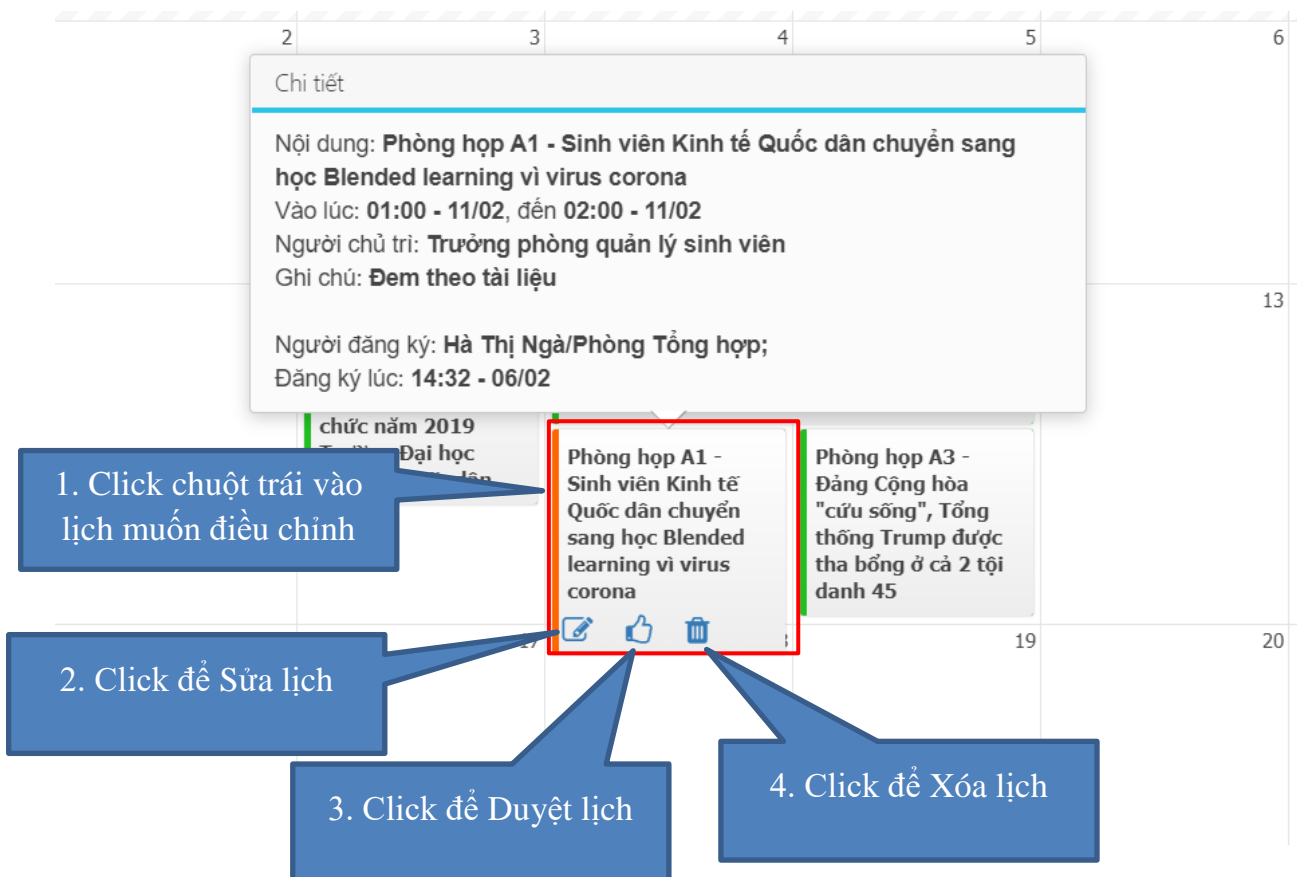 2
3
4
5
6
Chi tiết
Nội dung: Phòng họp A1 - Sinh viên Kinh tế Quốc dân chuyển sang
học Blended learning vì virus corona
Vào lúc: 01:00 - 11/02, đến 02:00 - 11/02
Người chủ trì: Trưởng phòng quản lý sinh viên
Ghi chú: Đem theo tài liệu
Người đăng ký: Hà Thị Ngà/Phòng Tổng hợp;
Đăng ký lúc: 14:32 - 06/02
13
chức năm 2019
Đại học
1. Click chuột trái vào
lịch muốn điều chỉnh
Phòng họp A1 -
Sinh viên Kinh tế
Quốc dân chuyển
sang học Blended
learning vì virus
corona
Phòng họp A3 -
Đảng Cộng hòa
"cứu sống", Tổng
thống Trump được
tha bổng ở cả 2 tội
danh 45
17
19
20
2. Click để Sửa lịch
3. Click để Duyệt lịch
4. Click để Xóa lịch